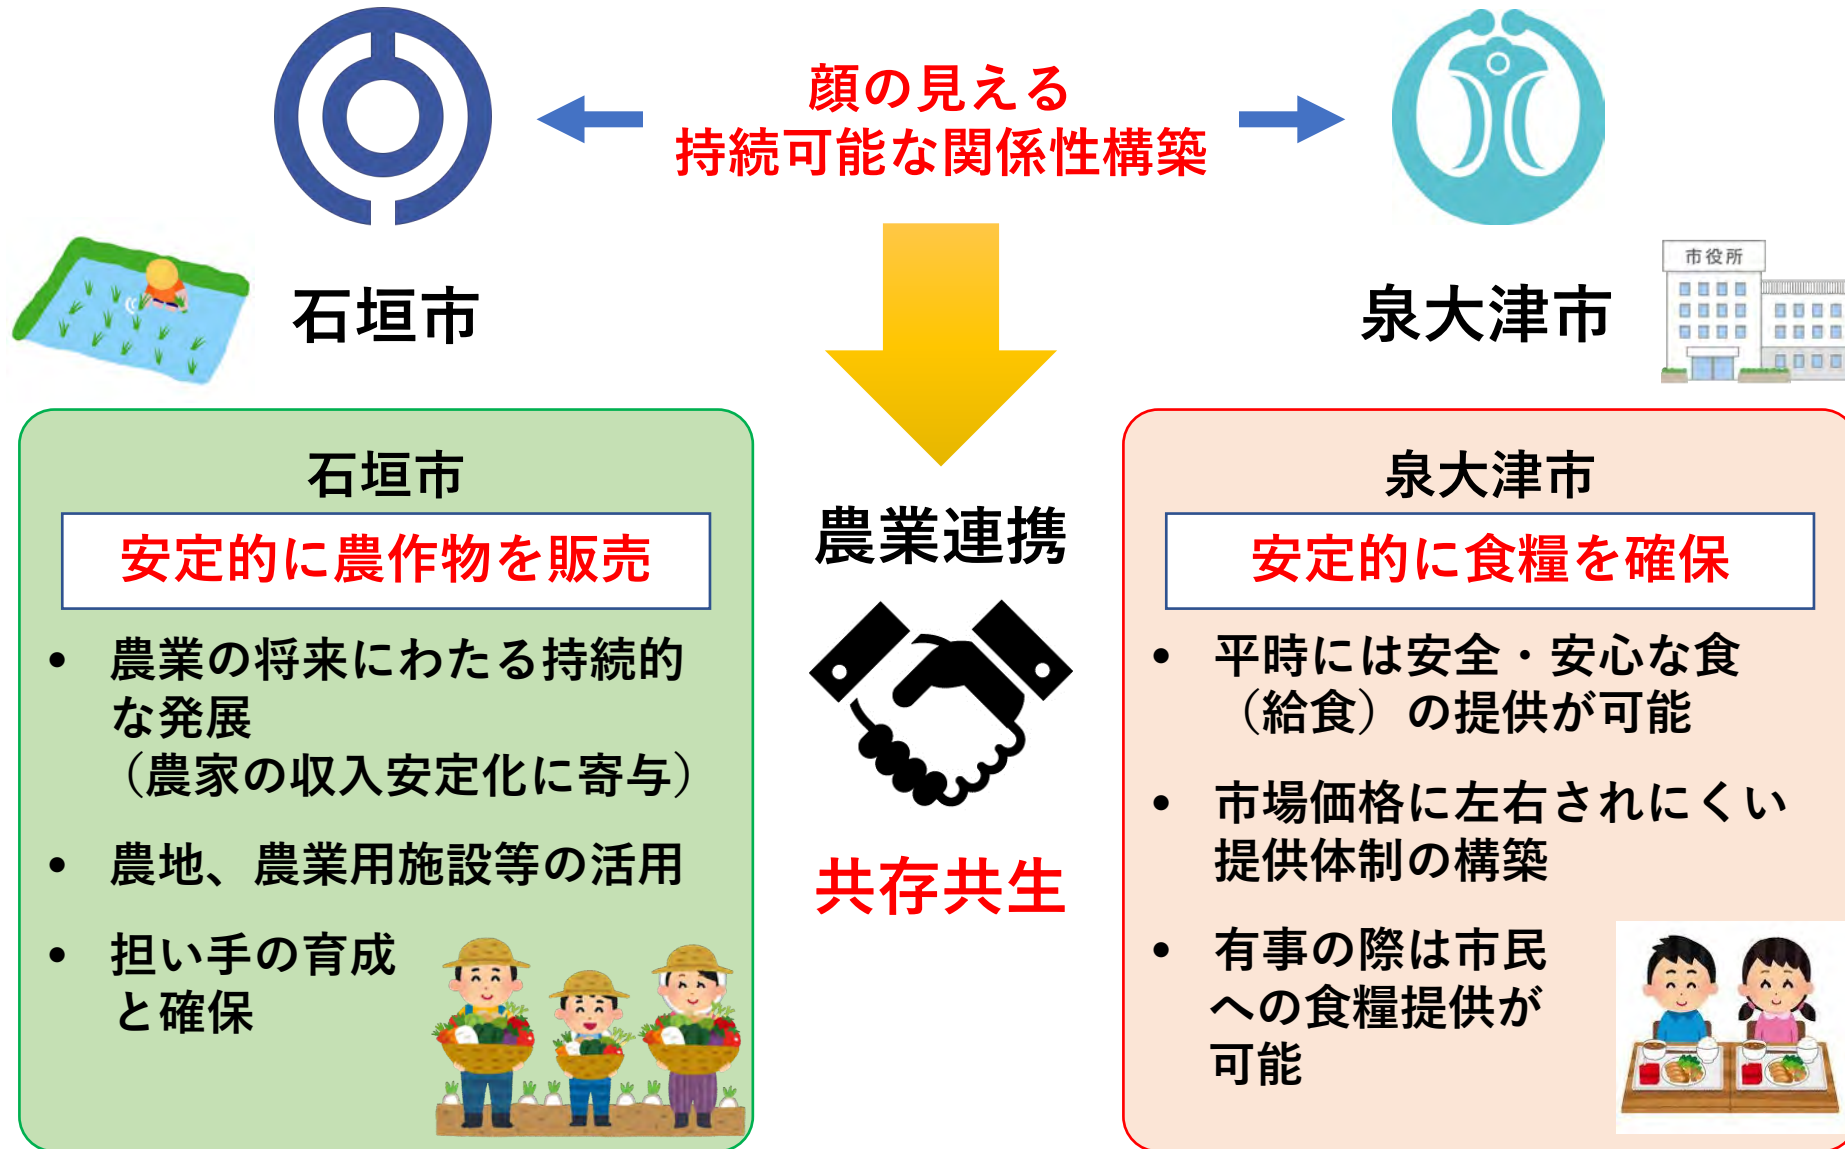 顔の見える
持続可能な関係性構築
石垣市
泉大津市
市役所
石垣市
安定的に農作物を販売
• 農業の将来にわたる持続的
な発展
（農家の収入安定化に寄与）
• 農地、農業用施設等の活用
• 担い手の育成
と確保
農業連携
共存共生
泉大津市
安定的に食糧を確保
• 平時には安全・安心な食
（給食）の提供が可能
• 市場価格に左右されにくい
提供体制の構築
• 有事の際は市民
への食糧提供が
可能